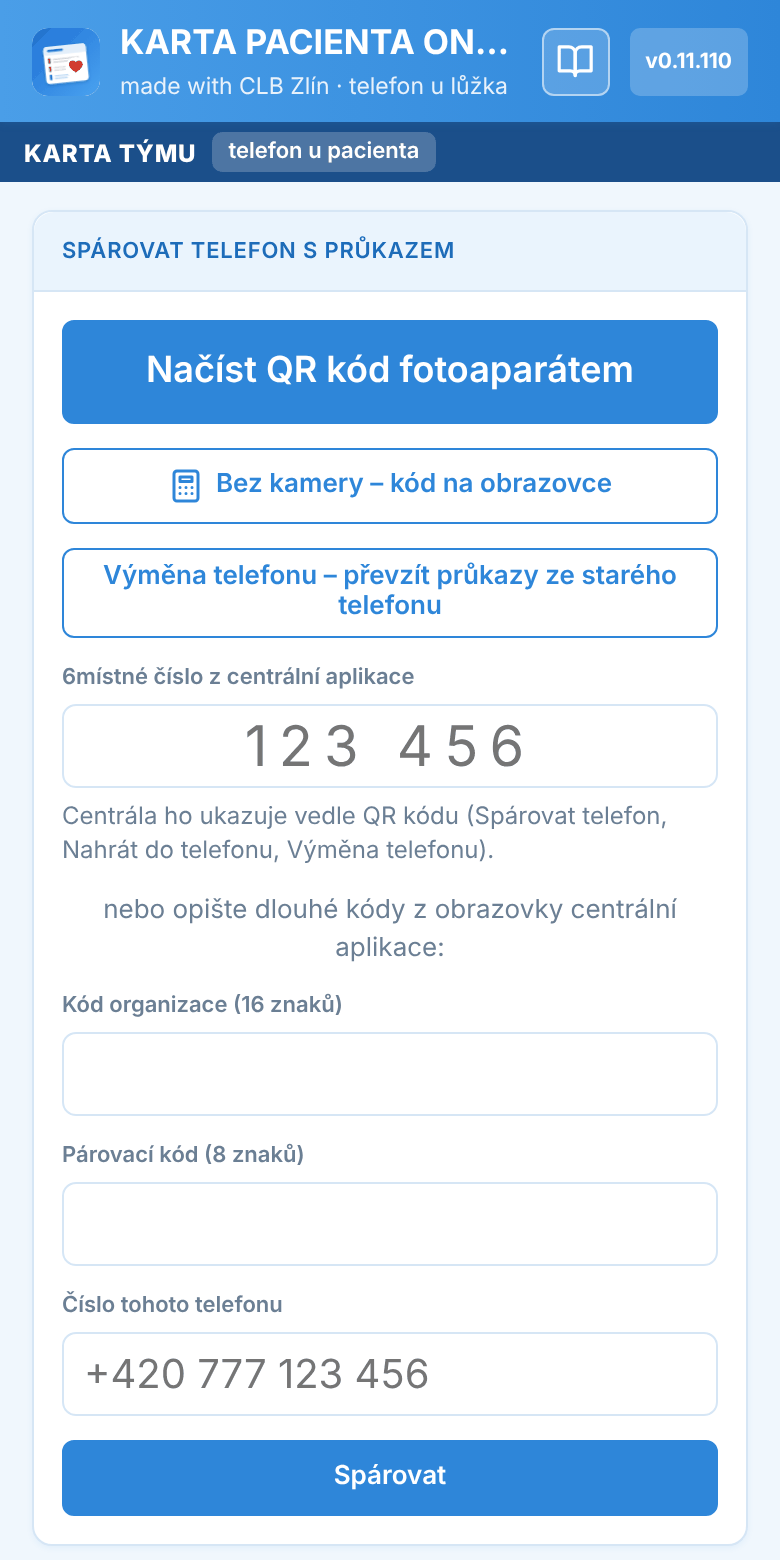 KARTA PACIENTA ON...
made with CLB Zlín · telefon u lůžka
v0.11.110
KARTA TÝMU
telefon u pacienta
SPÁROVAT TELEFON S PRŮKAZEM
Načíst QR kód fotoaparátem
Bez kamery – kód na obrazovce
Výměna telefonu – převzít průkazy ze starého
telefonu
6místné číslo z centrální aplikace
123 456
Centrála ho ukazuje vedle QR kódu (Spárovat telefon,
Nahrát do telefonu, Výměna telefonu).
nebo opište dlouhé kódy z obrazovky centrální
aplikace:
Kód organizace (16 znaků)
Párovací kód (8 znaků)
Číslo tohoto telefonu
+420 777 123 456
Spárovat